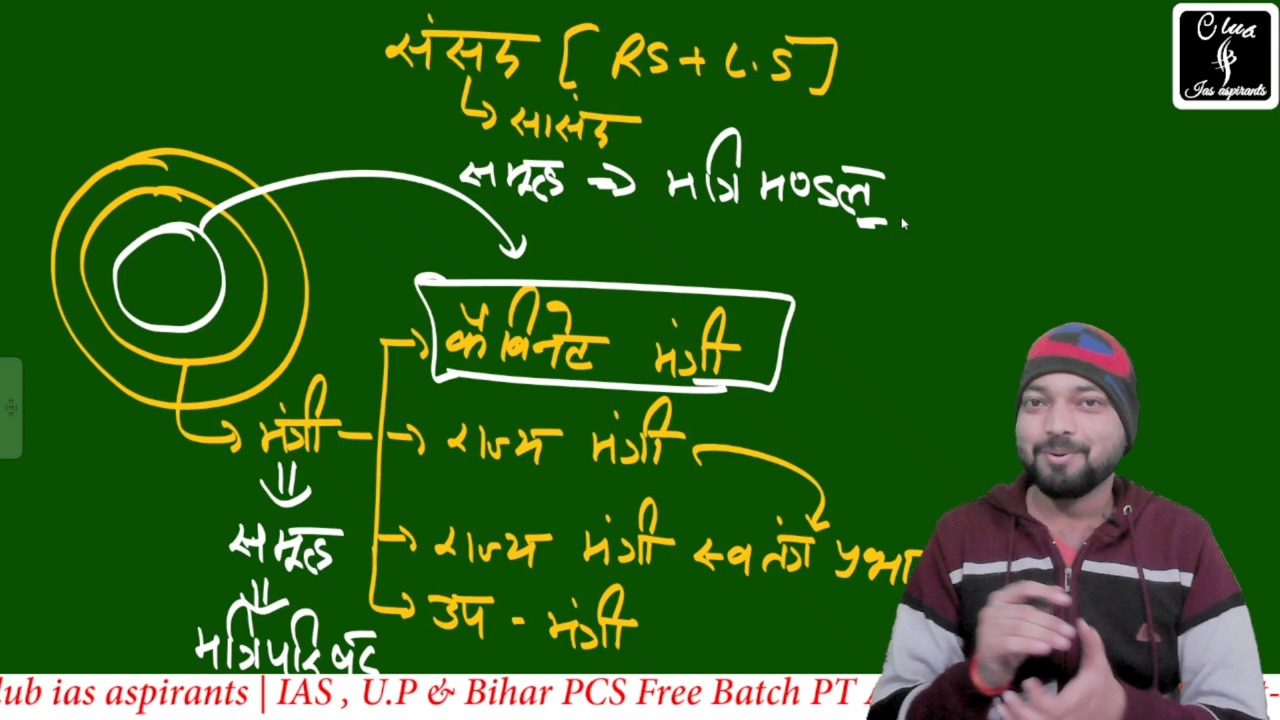 संसद [ RS + L.S ]
↳ सासंद
समूह ⇒ मंत्रि मण्डल
कैबिनेट मंत्री
मंत्री → राज्य मंत्री
→ राज्य मंत्री स्वतंत्र प्रभा
उप - मंत्री
समूह
मंत्रिपरिषद
Club
Ias aspirants
lub ias aspirants | IAS , U.P & Bihar PCS Free Batch PT